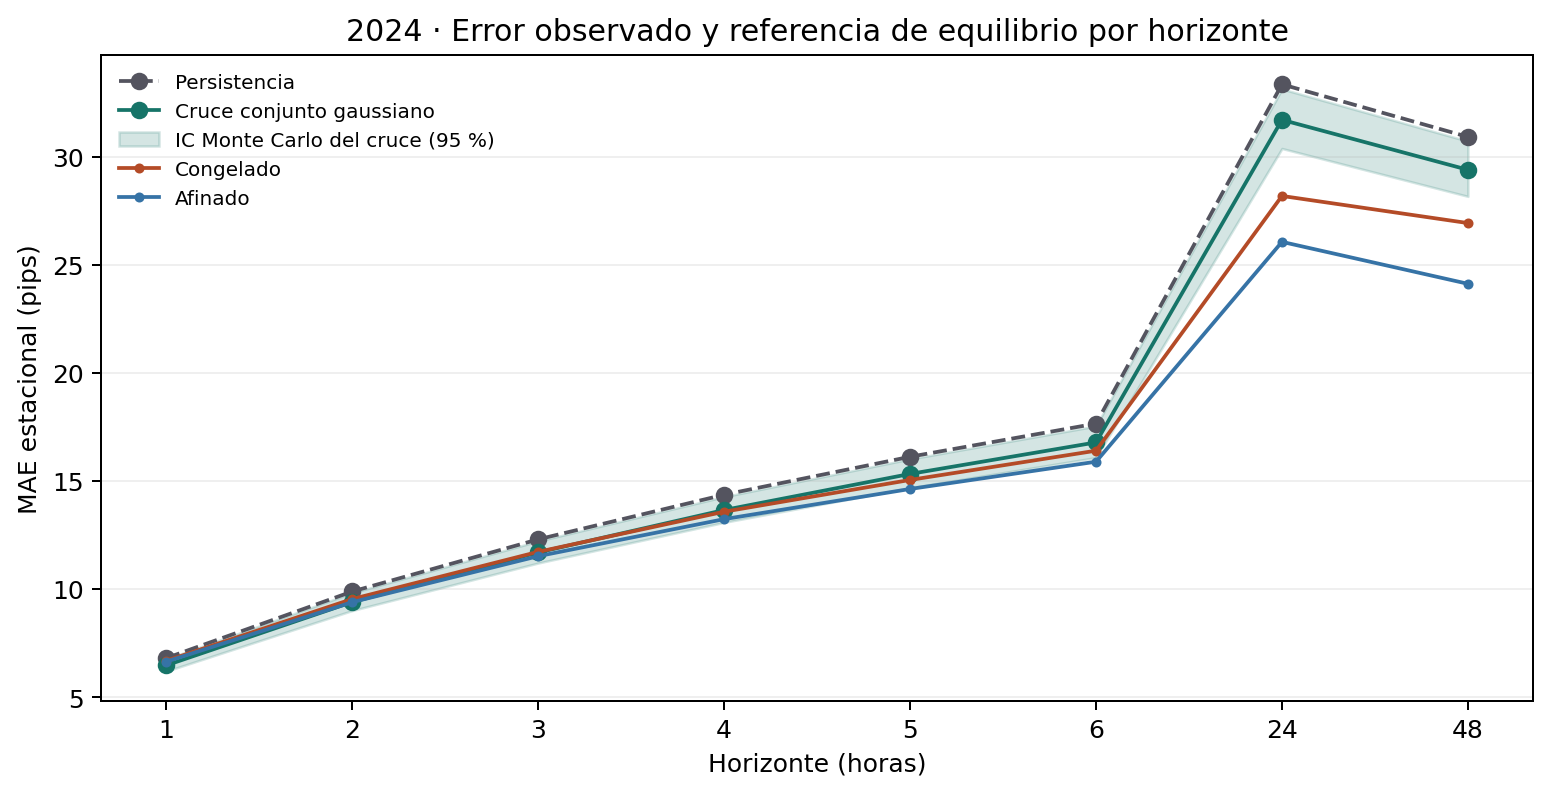 2024 · Error observado y referencia de equilibrio por horizonte
Persistencia
Cruce conjunto gaussiano
IC Monte Carlo del cruce (95 %)
Congelado
Afinado
MAE estacional (pips)
30
25
20
15
10
5
1 2 3 4 5 6 24 48
Horizonte (horas)